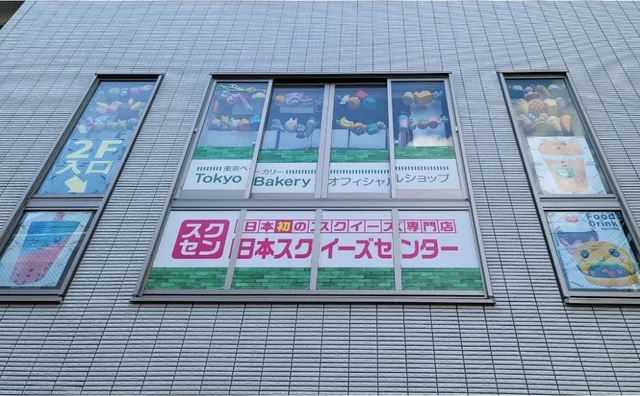 2F
入口
東京ベーカリー
Tokyo Bakery オフィシャルショップ
スク
セン
日本初のスクイーズ専門店
日本スクイーズセンター
Food
Drink